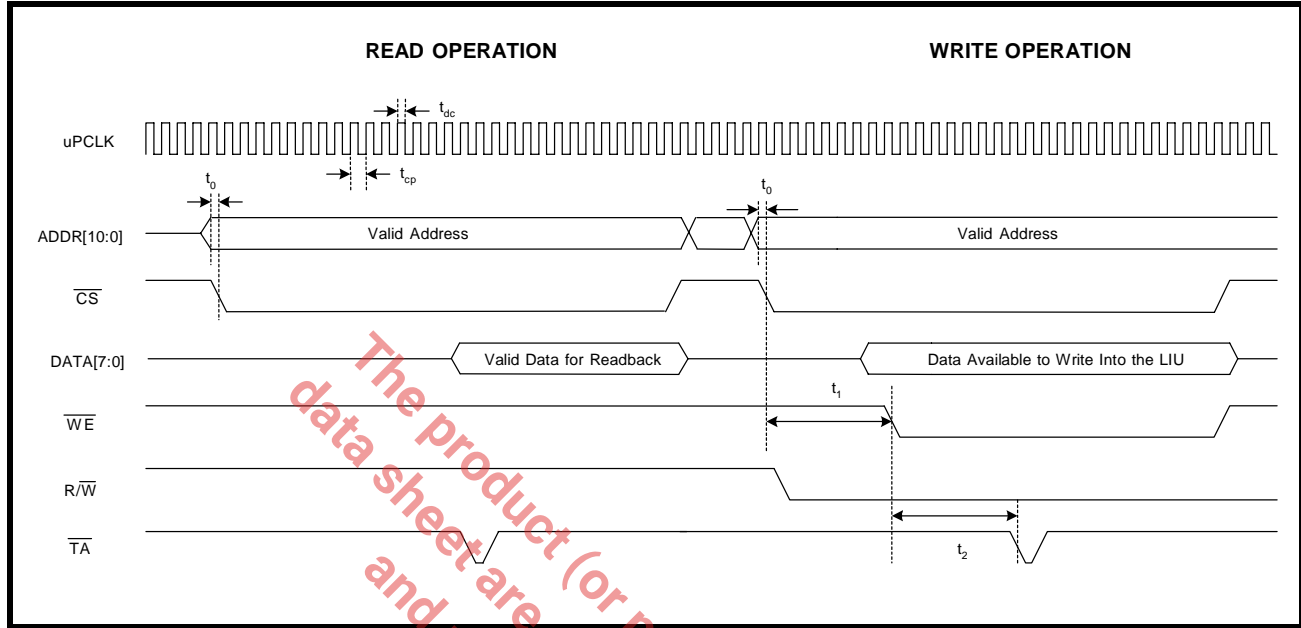 READ OPERATION
WRITE OPERATION
tdc
uPCLK
tcp
t0
t0
ADDR[10:0]
Valid Address
Valid Address
CS
DATA[7:0]
Valid Data for Readback
Data Available to Write Into the LIU
t1
WE
R/W
TA
t2
The product (or
data sheet are
and